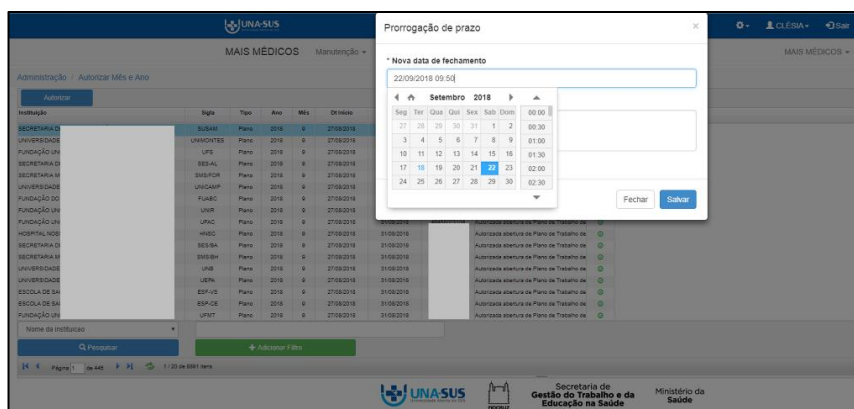 UNA-SUS
CLÉSIA
Sair
MAIS MÉDICOS Manutenção
MAIS MÉDICOS
Administração / Autorizar Mês e Ano
Autorizar
Prorrogação de prazo ×
* Nova data de fechamento
22/09/2018 09:50
Setembro 2018
Seg Ter Qua Qui Sex Sáb Dom
27 28 29 30 31 1 2
3 4 5 6 7 8 9
10 11 12 13 14 15 16
17 18 19 20 21 22 23
24 25 26 27 28 29 30
00:00
00:30
01:00
01:30
02:00
02:30
Fechar Salvar
Instituição Sigla Tipo Ano Mês Dt Início
SECRETARIA D SUSAM Plano 2018 9 27/08/2018
UNIVERSIDADE UNIMONTES Plano 2018 9 27/08/2018
FUNDAÇÃO UN UFS Plano 2018 9 27/08/2018
SECRETARIA D SES-AL Plano 2018 9 27/08/2018
SECRETARIA M SMS/FOR Plano 2018 9 27/08/2018
UNIVERSIDADE UNICAMP Plano 2018 9 27/08/2018
FUNDAÇÃO DO FUABC Plano 2018 9 27/08/2018
FUNDAÇÃO UN UNIR Plano 2018 9 27/08/2018
FUNDAÇÃO UN UFAC Plano 2018 9 27/08/2018 31/08/2018 Autorizada abertura de Plano de Trabalho de
HOSPITAL NOSS HNSC Plano 2018 9 27/08/2018 31/08/2018 Autorizada abertura de Plano de Trabalho de
SECRETARIA D SES/BA Plano 2018 9 27/08/2018 31/08/2018 Autorizada abertura de Plano de Trabalho de
SECRETARIA M SMS/BH Plano 2018 9 27/08/2018 31/08/2018 Autorizada abertura de Plano de Trabalho de
UNIVERSIDADE UNB Plano 2018 9 27/08/2018 31/08/2018 Autorizada abertura de Plano de Trabalho de
UNIVERSIDADE UEPA Plano 2018 9 27/08/2018 31/08/2018 Autorizada abertura de Plano de Trabalho de
ESCOLA DE SA ESP-VS Plano 2018 9 27/08/2018 31/08/2018 Autorizada abertura de Plano de Trabalho de
ESCOLA DE SA ESP-CE Plano 2018 9 27/08/2018 31/08/2018 Autorizada abertura de Plano de Trabalho de
FUNDAÇÃO UN UFMT Plano 2018 9 27/08/2018 31/08/2018 Autorizada abertura de Plano de Trabalho de
Nome da instituicao
Pesquisar
Adicionar Filtro
Página 1 de 445 1 / 20 de 8891 itens
UNA-SUS
FIOCRUZ
Secretaria de
Gestão do Trabalho e da
Educação na Saúde
Ministério da
Saúde